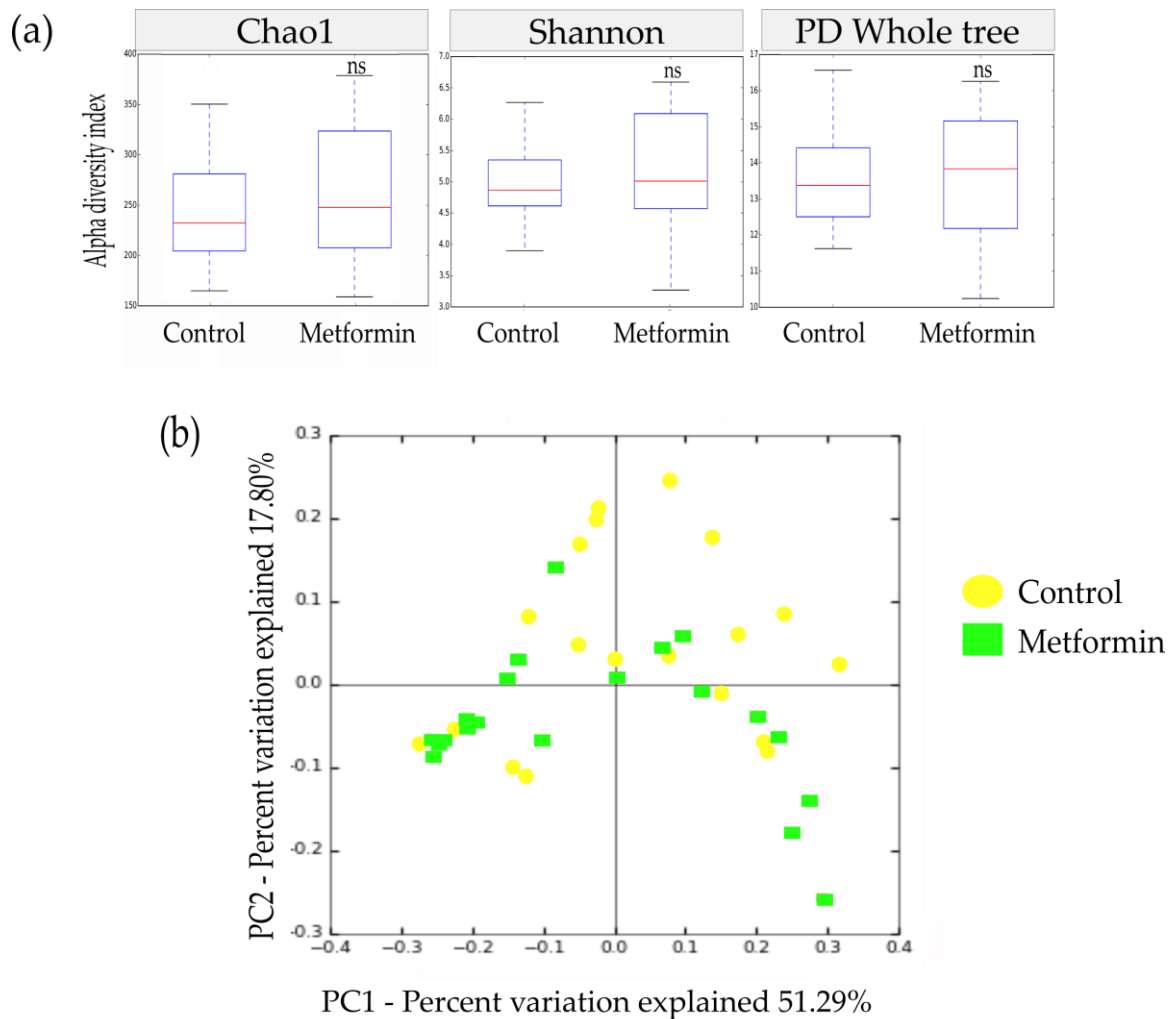 (a)
Chao1
Shannon
PD Whole tree
Alpha diversity index
400
350
300
250
200
150
ns
Control
Metformin
7.0
6.5
6.0
5.5
5.0
4.5
4.0
3.5
3.0
ns
Control
Metformin
17
16
15
14
13
12
11
10
ns
Control
Metformin
(b)
PC2 - Percent variation explained 17.80%
0.3
0.2
0.1
0.0
-0.1
-0.2
-0.3
−0.4
−0.3
−0.2
−0.1
0.0
0.1
0.2
0.3
0.4
PC1 - Percent variation explained 51.29%
Control
Metformin